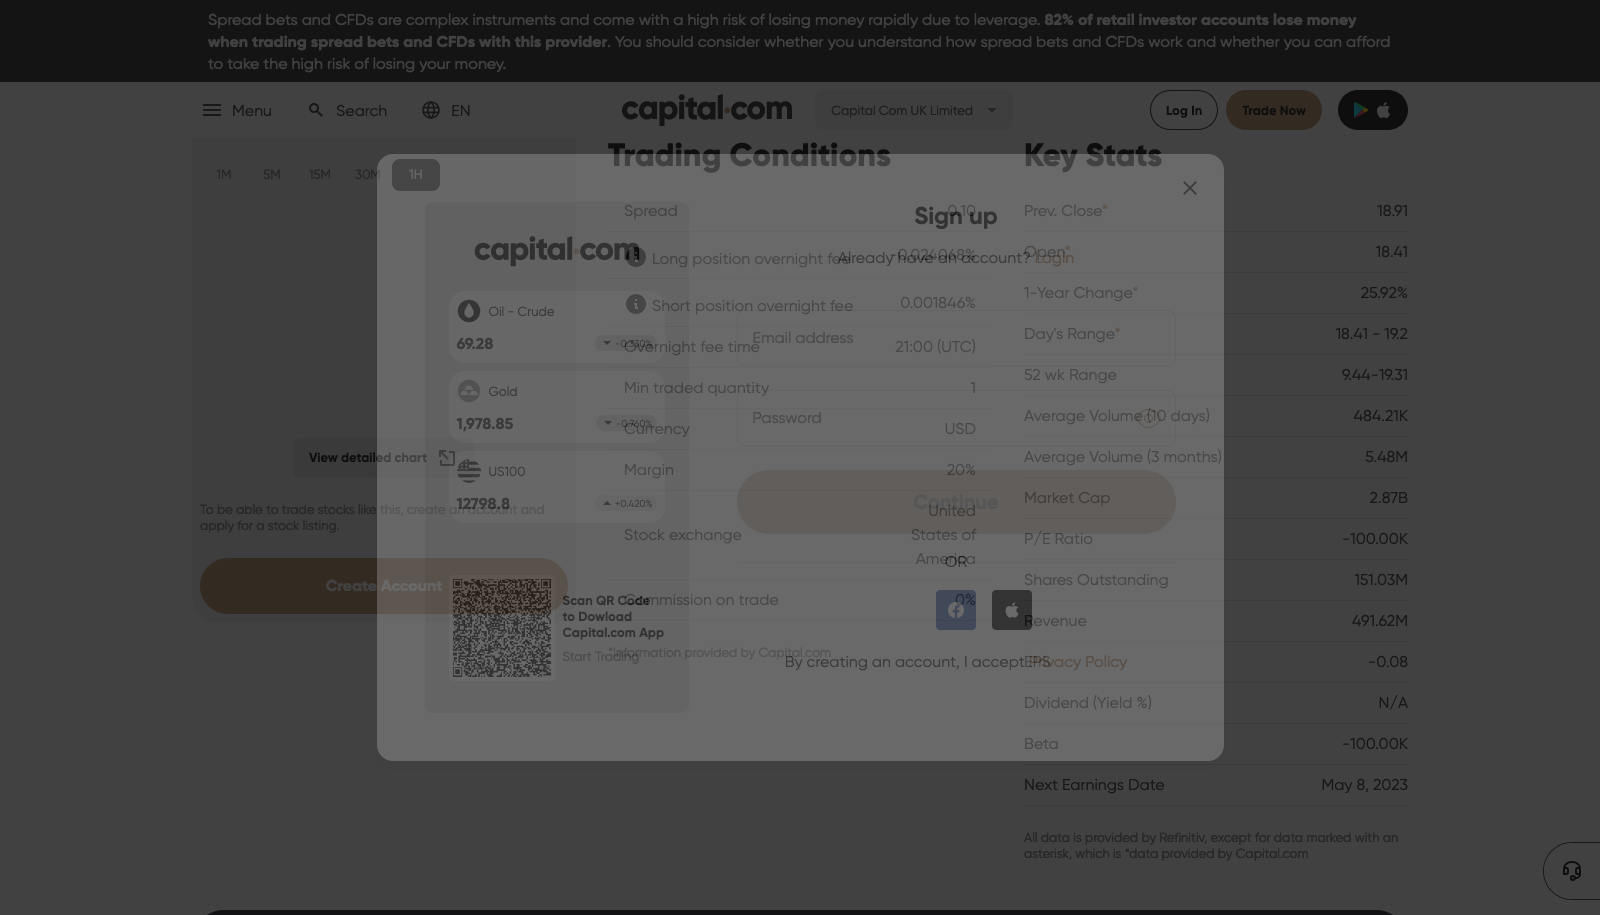 Spread bets and CFDs are complex instruments and come with a high risk of losing money rapidly due to leverage. 82% of retail investor accounts lose money
when trading spread bets and CFDs with this provider. You should consider whether you understand how spread bets and CFDs work and whether you can afford
to take the high risk of losing your money.
Menu
Search
EN
capital.com
Capital Com UK Limited
Log In
Trade Now
1M 5M 15M 30M 1H
View detailed chart
To be able to trade stocks like this, create an account and
apply for a stock listing.
Create Account
Trading Conditions
Spread 0.10
Long position overnight fee -0.024068%
Short position overnight fee 0.001846%
Overnight fee time 21:00 (UTC)
Min traded quantity 1
Currency USD
Margin 20%
Stock exchange United
States of
America
Commission on trade 0%
*Information provided by Capital.com
Key Stats
Prev. Close* 18.91
Open* 18.41
1-Year Change* 25.92%
Day's Range* 18.41 - 19.2
52 wk Range 9.44-19.31
Average Volume (10 days) 484.21K
Average Volume (3 months) 5.48M
Market Cap 2.87B
P/E Ratio -100.00K
Shares Outstanding 151.03M
Revenue 491.62M
EPS -0.08
Dividend (Yield %) N/A
Beta -100.00K
Next Earnings Date May 8, 2023
All data is provided by Refinitiv, except for data marked with an
asterisk, which is *data provided by Capital.com
capital.com
Oil - Crude
69.28 -0.330%
Gold
1,978.85 -0.760%
US100
12798.8 +0.420%
Scan QR Code
to Dowload
Capital.com App
Start Trading
Sign up
Already have an account? Login
Email address
Password
Continue
OR
By creating an account, I accept Privacy Policy